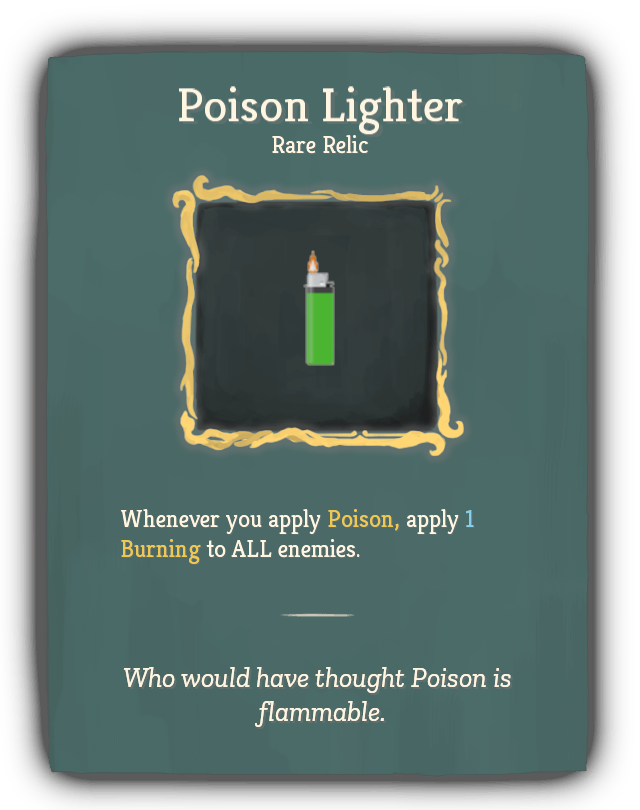 Poison Lighter
Rare Relic
Whenever you apply Poison, apply 1
Burning to ALL enemies.
Who would have thought Poison is
flammable.